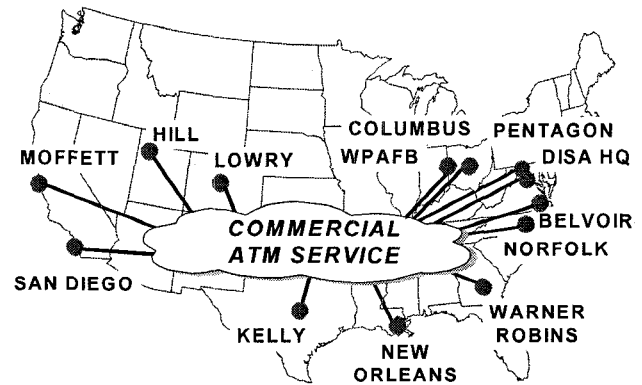 COLUMBUS
WPAFB
PENTAGON
DISA HQ
HILL
MOFFETT
LOWRY
COMMERCIAL
ATM SERVICE
BELVOIR
NORFOLK
SAN DIEGO
WARNER
ROBINS
KELLY
NEW
ORLEANS